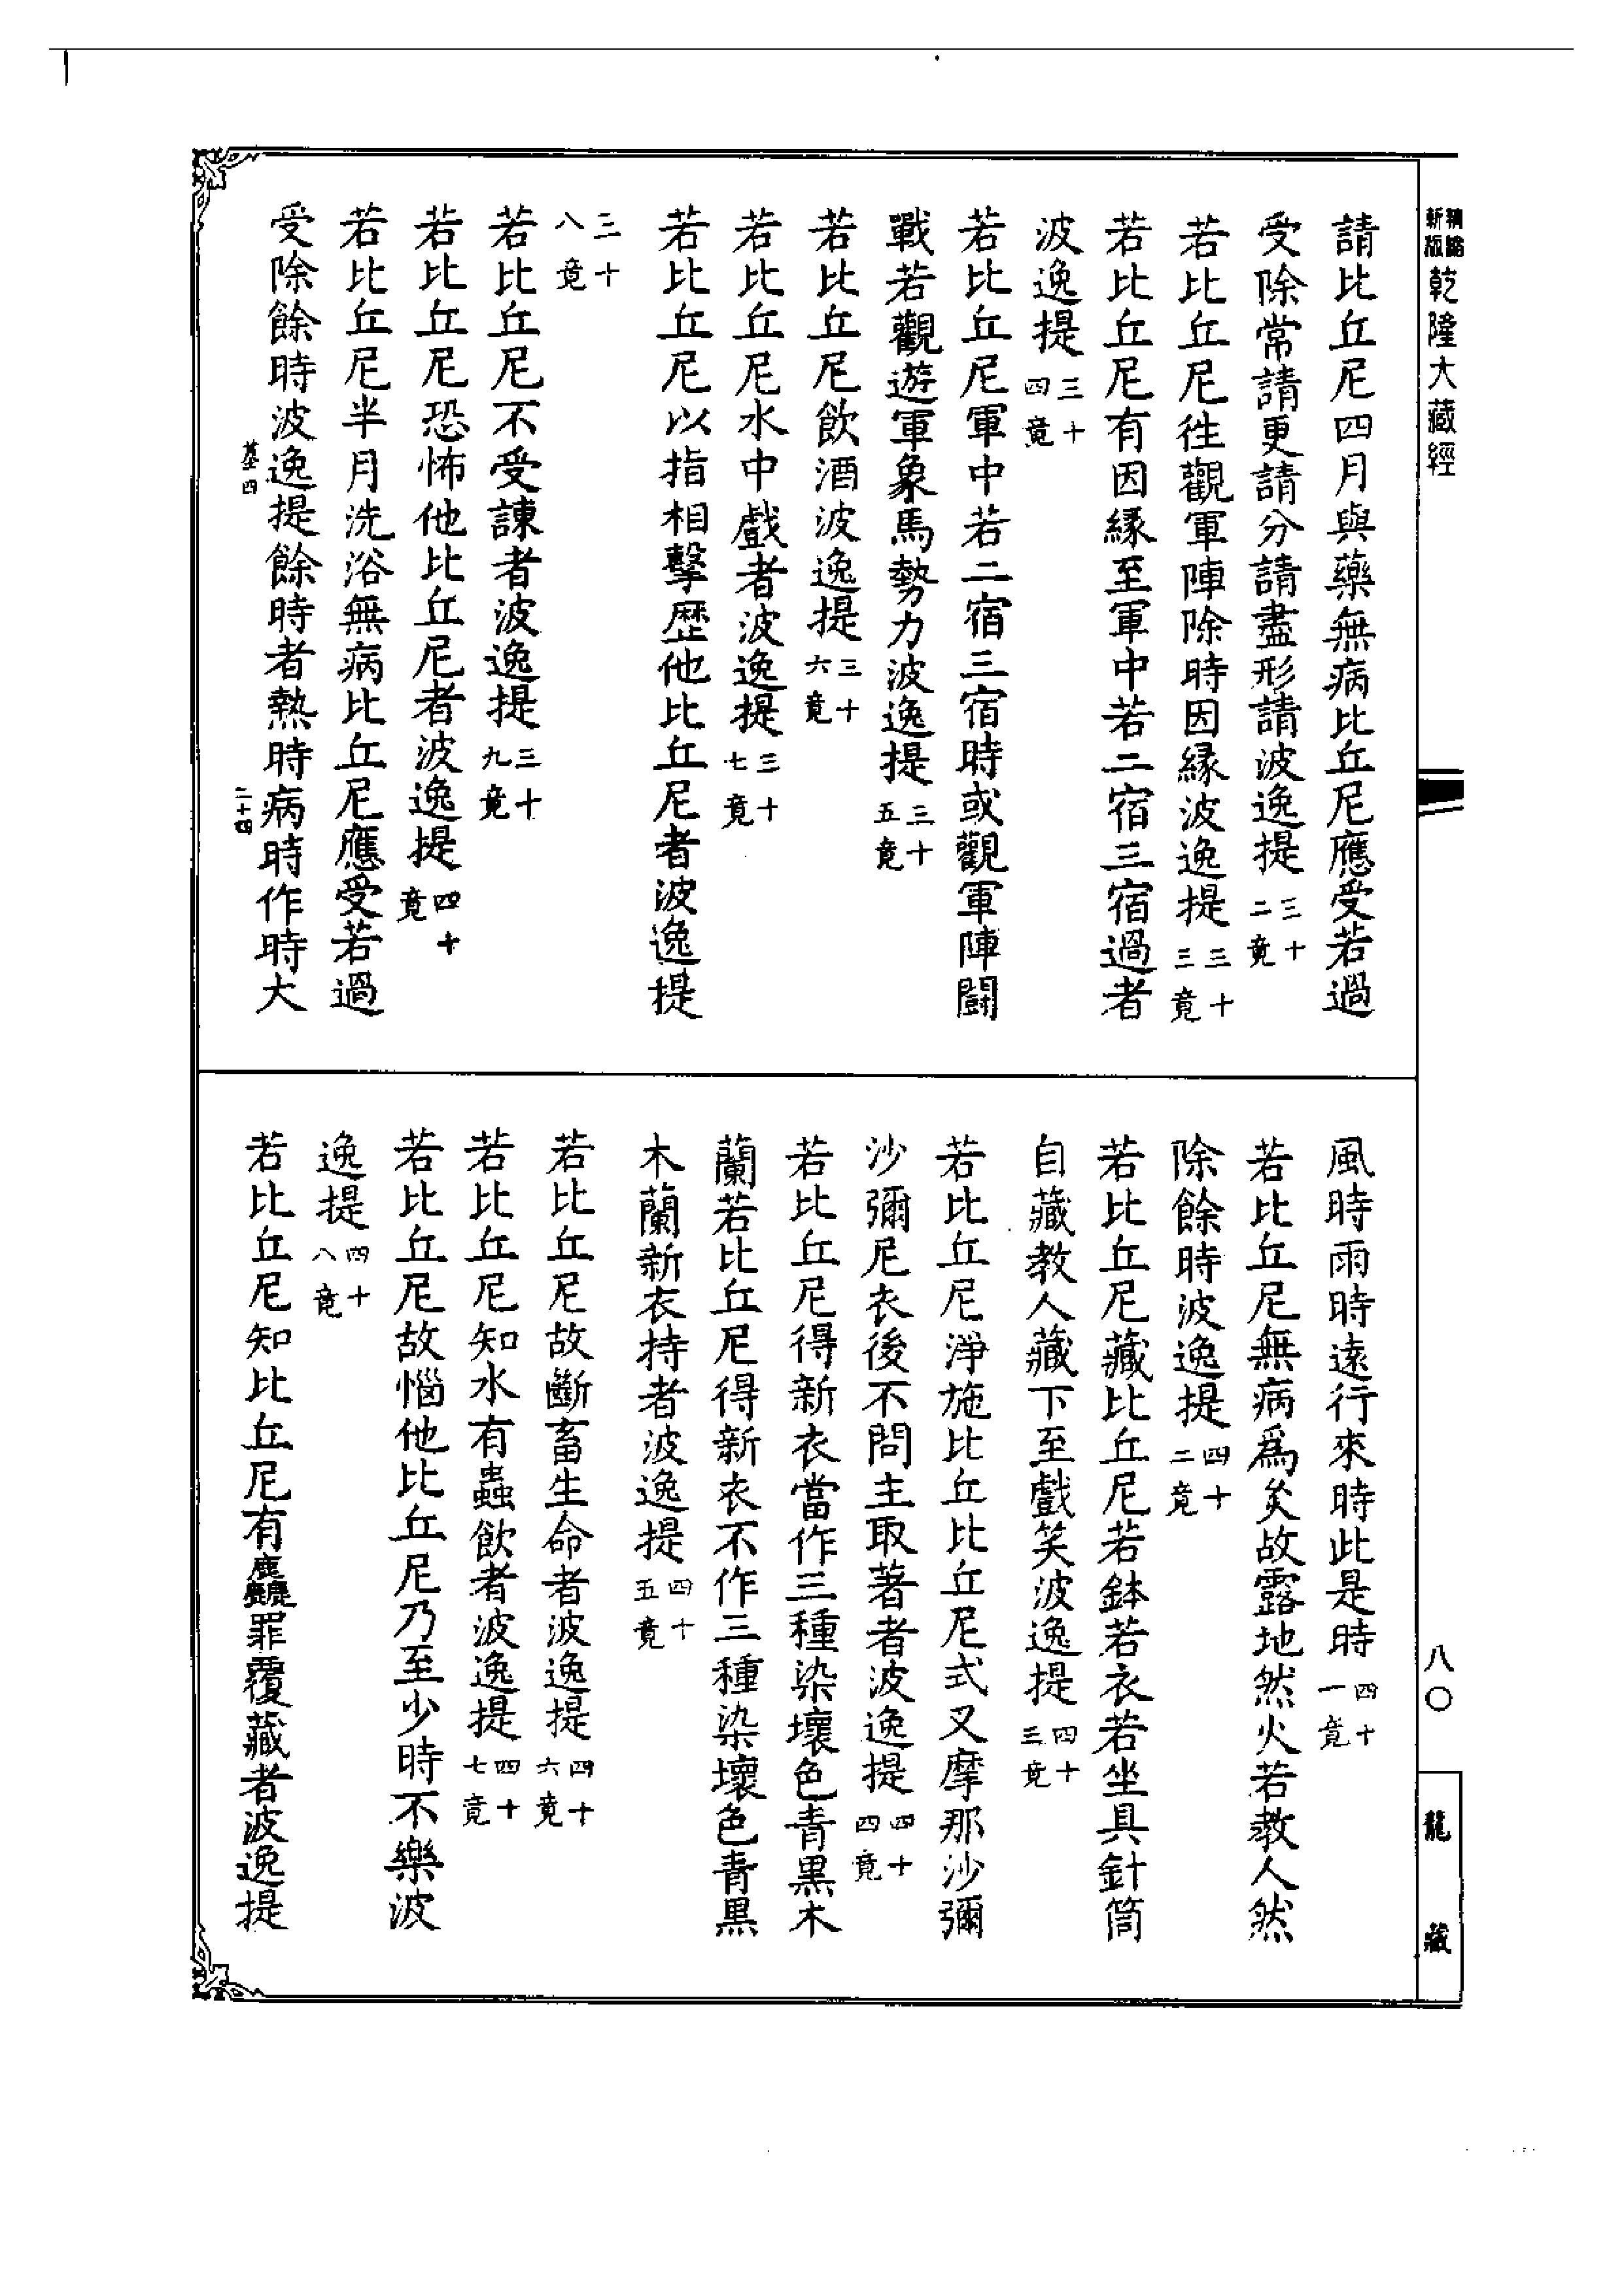 精縮新版乾隆大藏經
八〇
龍藏
請比丘尼四月與藥無病比丘尼應受若過
受除常請更請分請盡形請波逸提三十二竟
若比丘尼往觀軍陣除時因緣波逸提三十三竟
若比丘尼有因緣至軍中若二宿三宿過者
波逸提三十四竟
若比丘尼軍中若二宿三宿時或觀軍陣鬪
戰若觀遊軍象馬勢力波逸提三十五竟
若比丘尼飲酒波逸提三十六竟
若比丘尼水中戲者波逸提三十七竟
若比丘尼以指相擊歷他比丘尼者波逸提
三十八竟
若比丘尼不受諫者波逸提三十九竟
若比丘尼恐怖他比丘尼者波逸提四十竟
若比丘尼半月洗浴無病比丘尼應受若過
受除餘時波逸提餘時者熱時病時作時大
基四
二十四
風時雨時遠行來時此是時四十一竟
若比丘尼無病爲炙故露地然火若教人然
除餘時波逸提四十二竟
若比丘尼藏比丘尼若鉢若衣若坐具針筒
自藏教人藏下至戲笑波逸提四十三竟
若比丘尼淨施比丘比丘尼式叉摩那沙彌
沙彌尼衣後不問主取著者波逸提四十四竟
若比丘尼得新衣當作三種染壞色青黑木
蘭若比丘尼得新衣不作三種染壞色青黑
木蘭新衣持者波逸提四十五竟
若比丘尼故斷畜生命者波逸提四十六竟
若比丘尼知水有蟲飲者波逸提四十七竟
若比丘尼故惱他比丘尼乃至少時不樂波
逸提四十八竟
若比丘尼知比丘尼有麤罪覆藏者波逸提